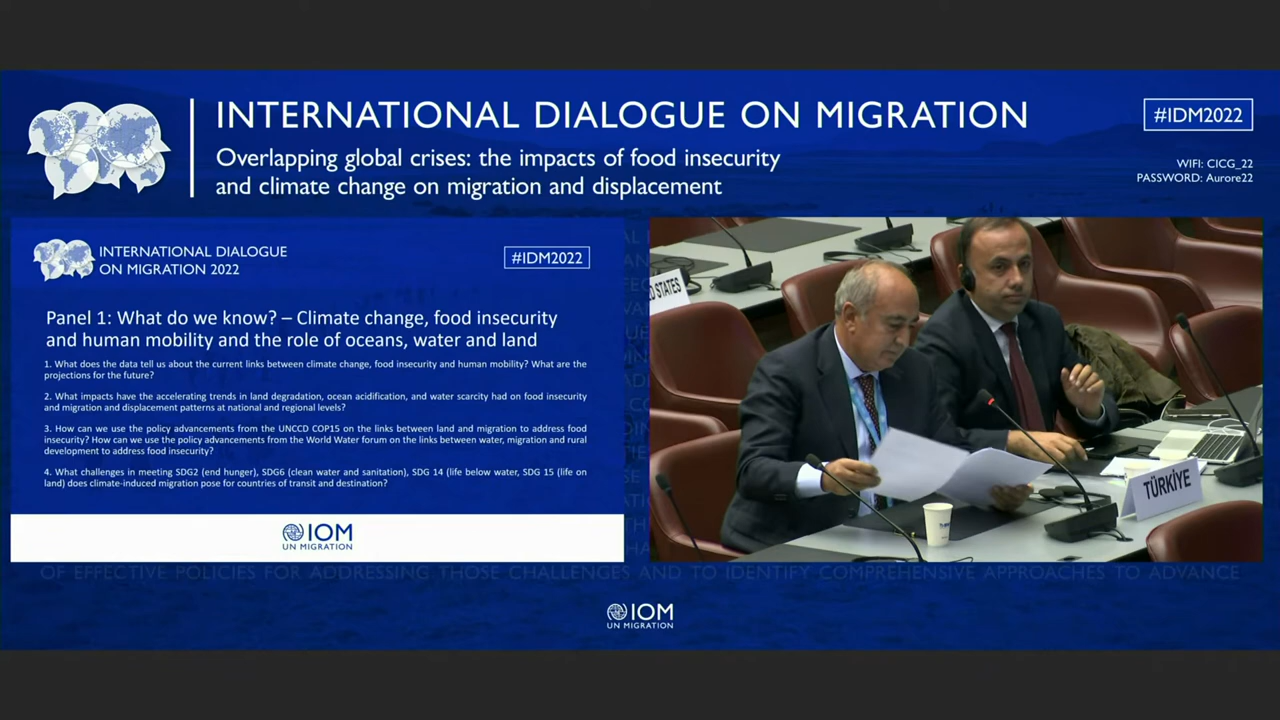 INTERNATIONAL DIALOGUE ON MIGRATION
Overlapping global crises: the impacts of food insecurity
and climate change on migration and displacement
#IDM2022
WIFI: CICG_22
PASSWORD: Aurore22
INTERNATIONAL DIALOGUE
ON MIGRATION 2022
#IDM2022
Panel 1: What do we know? – Climate change, food insecurity
and human mobility and the role of oceans, water and land
1. What does the data tell us about the current links between climate change, food insecurity and human mobility? What are the
projections for the future?
2. What impacts have the accelerating trends in land degradation, ocean acidification, and water scarcity had on food insecurity
and migration and displacement patterns at national and regional levels?
3. How can we use the policy advancements from the UNCCD COP15 on the links between land and migration to address food
insecurity? How can we use the policy advancements from the World Water forum on the links between water, migration and rural
development to address food insecurity?
4. What challenges in meeting SDG2 (end hunger), SDG6 (clean water and sanitation), SDG 14 (life below water, SDG 15 (life on
land) does climate-induced migration pose for countries of transit and destination?
IOM
UN MIGRATION
D STATES
TÜRKİYE
OF EFFECTIVE POLICIES FOR ADDRESSING THOSE CHALLENGES AND TO IDENTIFY COMPREHENSIVE APPROACHES TO ADVANCE
IOM
UN MIGRATION